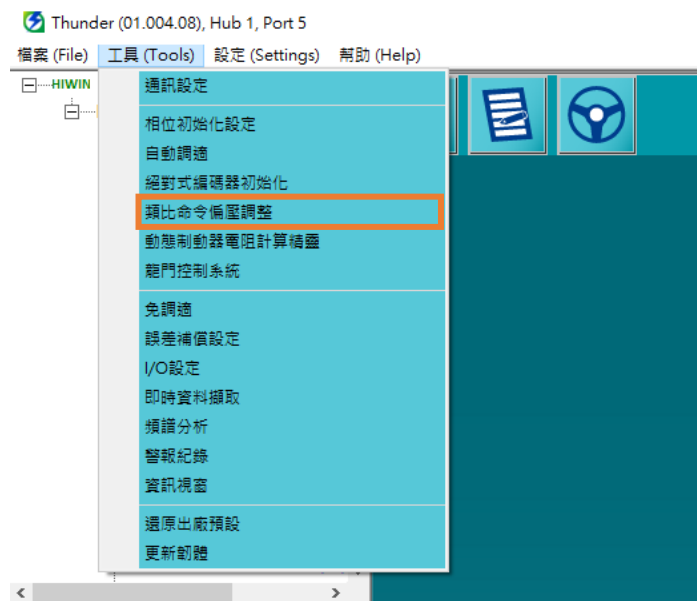 Thunder (01.004.08), Hub 1, Port 5
檔案 (File) 工具 (Tools) 設定 (Settings) 幫助 (Help)
HIWIN
通訊設定
相位初始化設定
自動調適
絕對式編碼器初始化
類比命令偏壓調整
動態制動器電阻計算精靈
龍門控制系統
免調適
誤差補償設定
I/O設定
即時資料擷取
頻譜分析
警報紀錄
資訊視窗
還原出廠預設
更新韌體